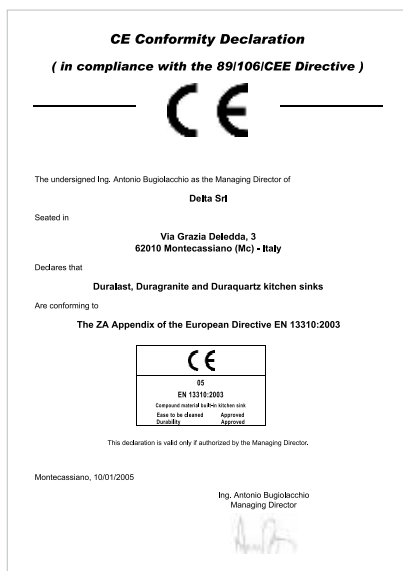 CE Conformity Declaration
( in compliance with the 89/106/CEE Directive )
CE
The undersigned Ing. Antonio Bugiolacchio as the Managing Director of
Delta Srl
Seated in
Via Grazia Deledda, 3
62010 Montecassiano (Mc) - Italy
Declares that
Duralast, Duragranite and Duraquartz kitchen sinks
Are conforming to
The ZA Appendix of the European Directive EN 13310:2003
CE
05
EN 13310:2003
Compound material built-in kitchen sink
Ease to be cleaned Approved
Durability Approved
This declaration is valid only if authorized by the Managing Director.
Montecassiano, 10/01/2005
Ing. Antonio Bugiolacchio
Managing Director